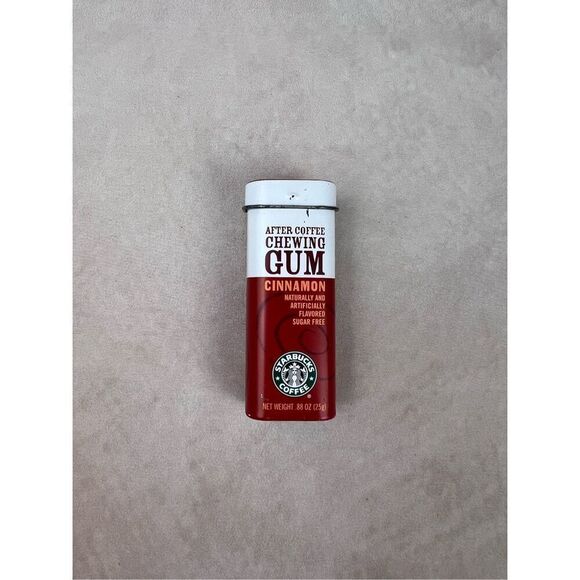 AFTER COFFEE
CHEWING
GUM
CINNAMON
NATURALLY AND
ARTIFICIALLY
FLAVORED
SUGAR FREE
STARBUCKS
COFFEE
®
NET WEIGHT .88 OZ (25g)